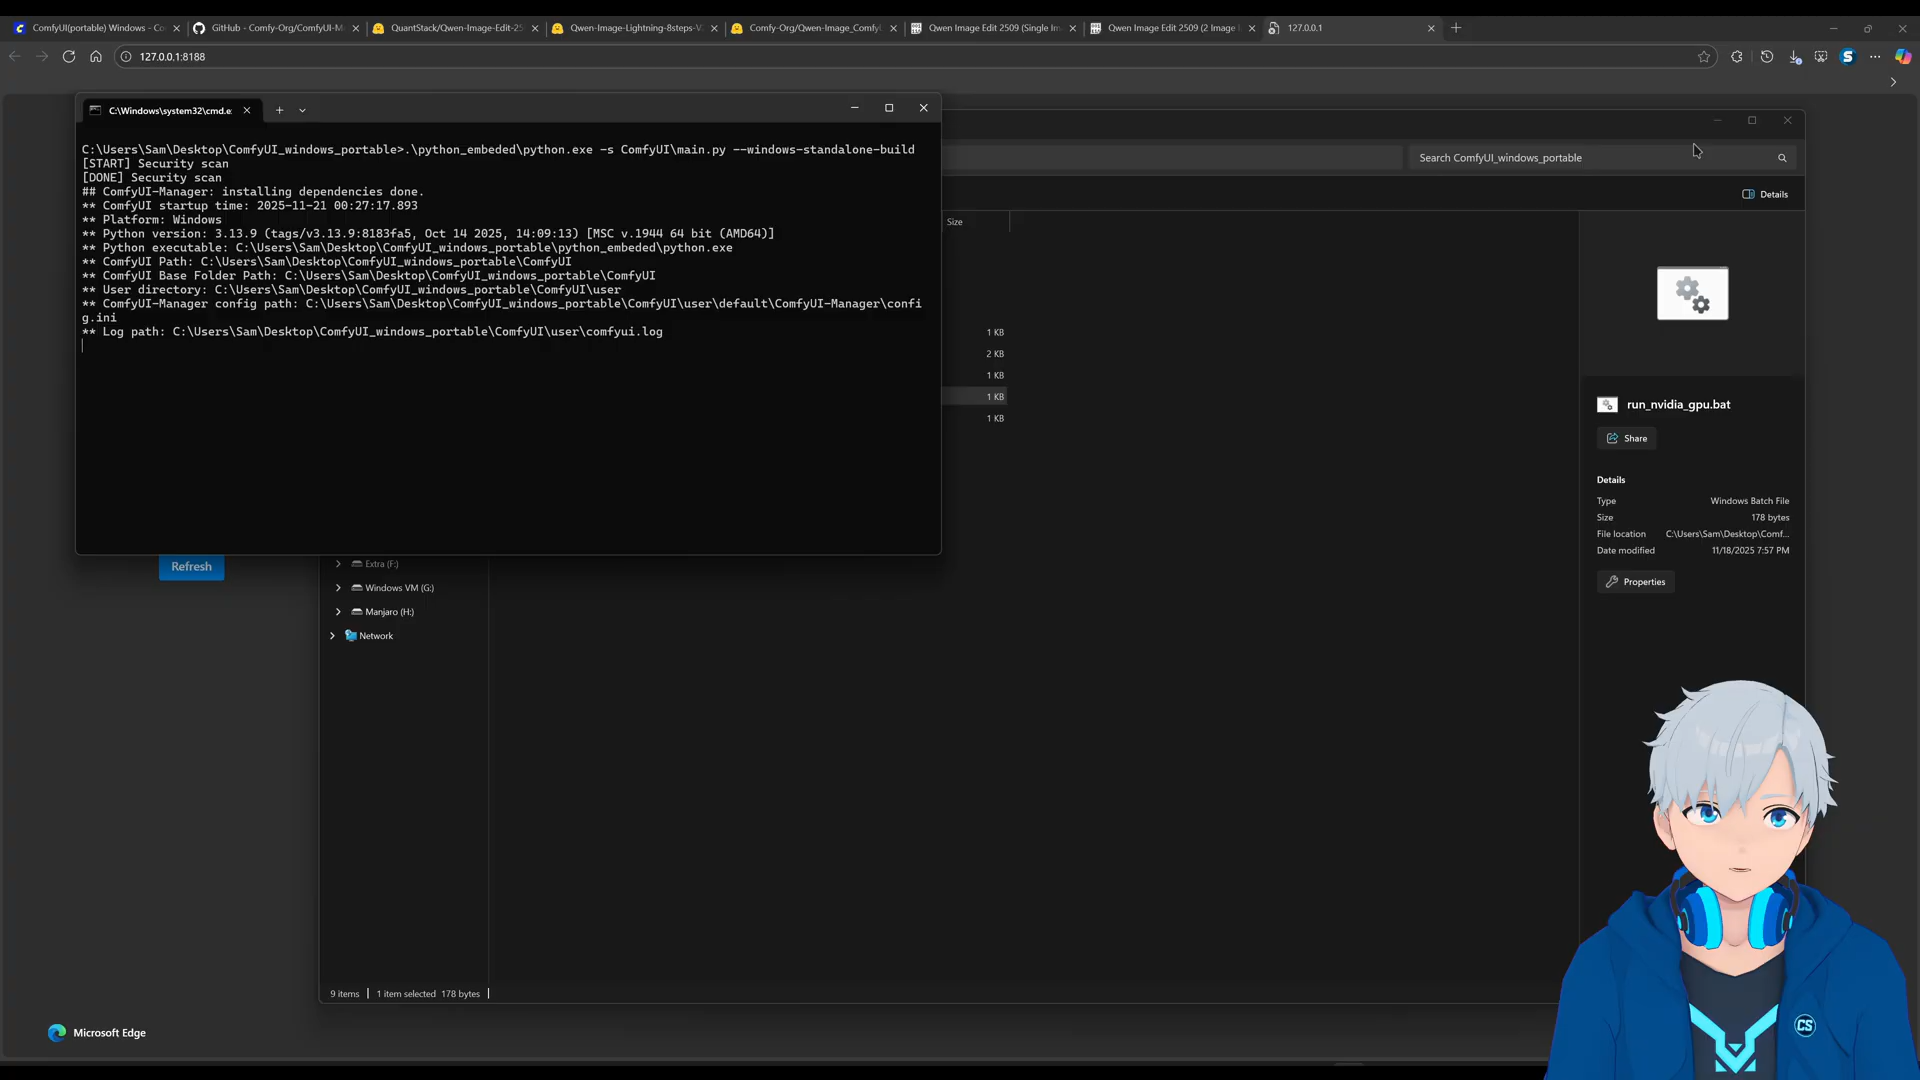 ComfyUI(portable) Windows - Co
GitHub - Comfy-Org/ComfyUI-M
QuantStack/Qwen-Image-Edit-25
Qwen-Image-Lightning-8steps-V
Comfy-Org/Qwen-Image_ComfyU
Qwen Image Edit 2509 (Single Im
Qwen Image Edit 2509 (2 Image
127.0.0.1
127.0.0.1:8188
C:\Windows\system32\cmd.e
C:\Users\Sam\Desktop\ComfyUI_windows_portable>.\python_embeded\python.exe -s ComfyUI\main.py --windows-standalone-build
[START] Security scan
[DONE] Security scan
## ComfyUI-Manager: installing dependencies done.
** ComfyUI startup time: 2025-11-21 00:27:17.893
** Platform: Windows
** Python version: 3.13.9 (tags/v3.13.9:8183fa5, Oct 14 2025, 14:09:13) [MSC v.1944 64 bit (AMD64)]
** Python executable: C:\Users\Sam\Desktop\ComfyUI_windows_portable\python_embeded\python.exe
** ComfyUI Path: C:\Users\Sam\Desktop\ComfyUI_windows_portable\ComfyUI
** ComfyUI Base Folder Path: C:\Users\Sam\Desktop\ComfyUI_windows_portable\ComfyUI
** User directory: C:\Users\Sam\Desktop\ComfyUI_windows_portable\ComfyUI\user
** ComfyUI-Manager config path: C:\Users\Sam\Desktop\ComfyUI_windows_portable\ComfyUI\user\default\ComfyUI-Manager\confi
g.ini
** Log path: C:\Users\Sam\Desktop\ComfyUI_windows_portable\ComfyUI\user\comfyui.log
Search ComfyUI_windows_portable
Details
Size
1 KB
2 KB
1 KB
1 KB
1 KB
run_nvidia_gpu.bat
Share
Details
Type Windows Batch File
Size 178 bytes
File location C:\Users\Sam\Desktop\Comf...
Date modified 11/18/2025 7:57 PM
Properties
Refresh
Extra (F:)
Windows VM (G:)
Manjaro (H:)
Network
9 items
1 item selected 178 bytes
Microsoft Edge
CS